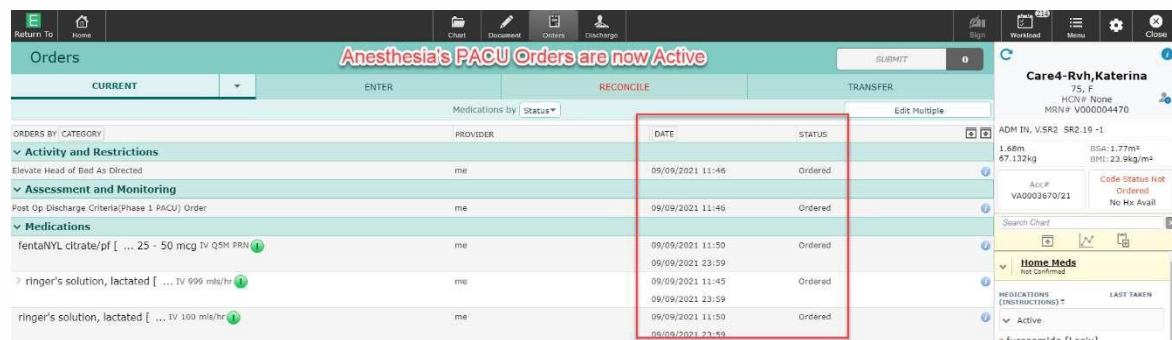 Return To Home Chart Document Orders Discharge Sign Workload Menu Close
Orders Anesthesia's PACU Orders are now Active SUBMIT 0
CURRENT ENTER RECONCILE TRANSFER
Medications by Status Edit Multiple
ORDERS BY CATEGORY PROVIDER DATE STATUS
Activity and Restrictions
Elevate Head of Bed As Directed me 09/09/2021 11:46 Ordered
Assessment and Monitoring
Post Op Discharge Criteria(Phase 1 PACU) Order me 09/09/2021 11:46 Ordered
Medications
fentaNYL citrate/pf [ ... 25 - 50 mcg IV Q5M PRN me 09/09/2021 11:50 Ordered
09/09/2021 23:59
ringer's solution, lactated [ ... IV 999 mls/hr me 09/09/2021 11:45 Ordered
09/09/2021 23:59
ringer's solution, lactated [ ... IV 100 mls/hr me 09/09/2021 11:50 Ordered
09/09/2021 23:59
Care4-Rvh,Katerina
75, F
HCN# None
MRN# V000004470
ADM IN, V.SR2 SR2.19 -1
1.68m BSA:1.77m²
67.132kg BMI:23.9kg/m²
Acc# VA0003670/21
Code Status Not Ordered
No Hx Avail
Search Chart
Home Meds
Not Confirmed
MEDICATIONS (INSTRUCTIONS) LAST TAKEN
Active